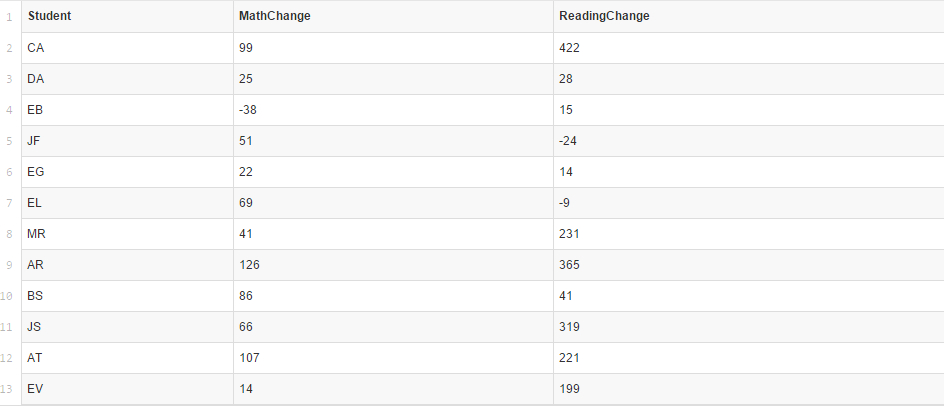 1 Student MathChange ReadingChange
2 CA 99 422
3 DA 25 28
4 EB -38 15
5 JF 51 -24
6 EG 22 14
7 EL 69 -9
8 MR 41 231
9 AR 126 365
10 BS 86 41
11 JS 66 319
12 AT 107 221
13 EV 14 199